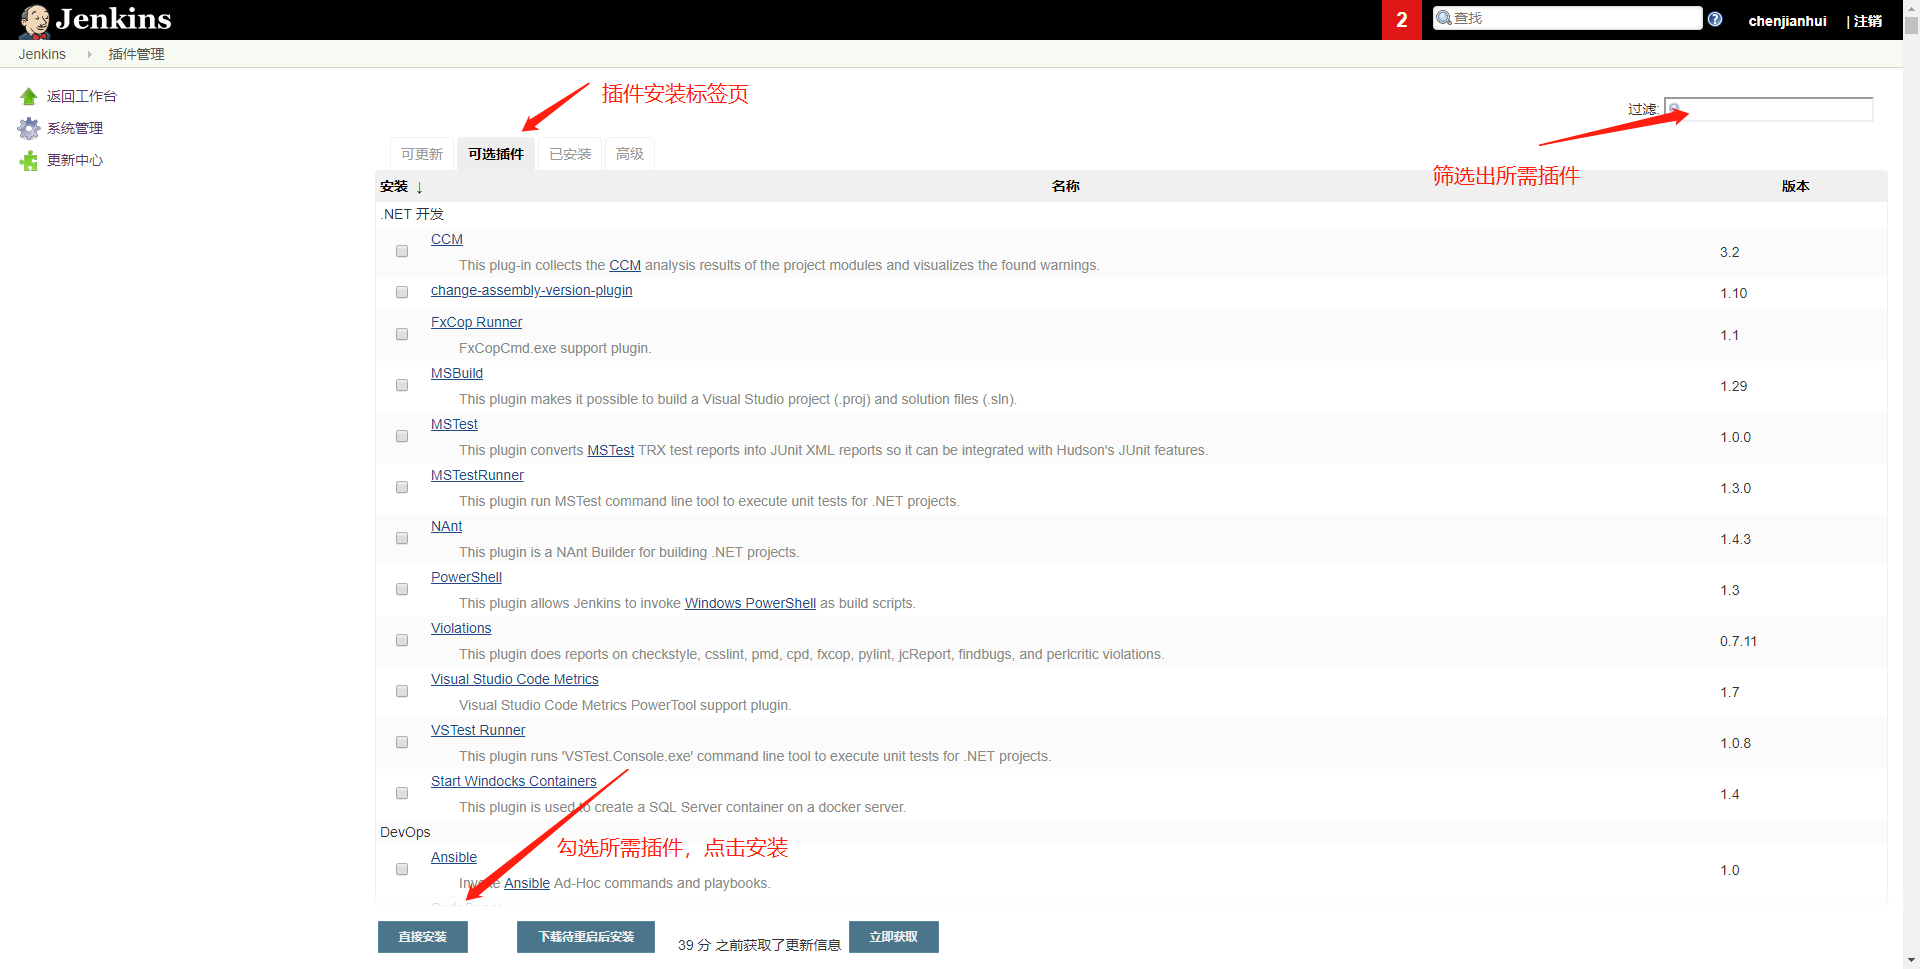 Jenkins
2
查找
chenjianhui
| 注销
Jenkins
插件管理
返回工作台
系统管理
更新中心
插件安装标签页
过滤:
筛选出所需插件
可更新
可选插件
已安装
高级
安装 ↓
名称
版本
.NET 开发
CCM
This plug-in collects the CCM analysis results of the project modules and visualizes the found warnings.
3.2
change-assembly-version-plugin
1.10
FxCop Runner
FxCopCmd.exe support plugin.
1.1
MSBuild
This plugin makes it possible to build a Visual Studio project (.proj) and solution files (.sln).
1.29
MSTest
This plugin converts MSTest TRX test reports into JUnit XML reports so it can be integrated with Hudson's JUnit features.
1.0.0
MSTestRunner
This plugin run MSTest command line tool to execute unit tests for .NET projects.
1.3.0
NAnt
This plugin is a NAnt Builder for building .NET projects.
1.4.3
PowerShell
This plugin allows Jenkins to invoke Windows PowerShell as build scripts.
1.3
Violations
This plugin does reports on checkstyle, csslint, pmd, cpd, fxcop, pylint, jcReport, findbugs, and perlcritic violations.
0.7.11
Visual Studio Code Metrics
Visual Studio Code Metrics PowerTool support plugin.
1.7
VSTest Runner
This plugin runs 'VSTest.Console.exe' command line tool to execute unit tests for .NET projects.
1.0.8
Start Windocks Containers
This plugin is used to create a SQL Server container on a docker server.
1.4
DevOps
勾选所需插件，点击安装
Ansible
Invoke Ansible Ad-Hoc commands and playbooks.
1.0
直接安装
下载待重启后安装
39 分 之前获取了更新信息
立即获取